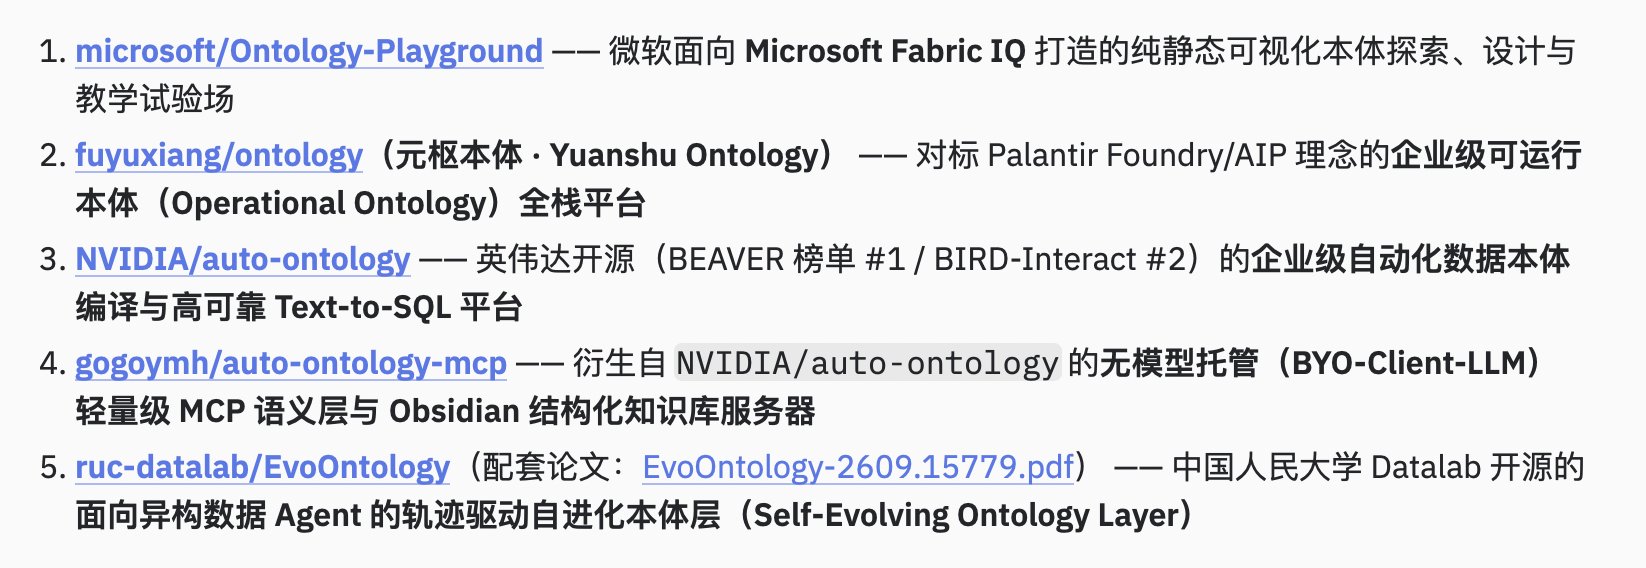 1. microsoft/Ontology-Playground —— 微软面向 Microsoft Fabric IQ 打造的纯静态可视化本体探索、设计与
教学试验场
2. fuyuxiang/ontology（元枢本体 · Yuanshu Ontology） —— 对标 Palantir Foundry/AIP 理念的企业级可运行
本体（Operational Ontology）全栈平台
3. NVIDIA/auto-ontology —— 英伟达开源（BEAVER 榜单 #1 / BIRD-Interact #2）的企业级自动化数据本体
编译与高可靠 Text-to-SQL 平台
4. gogoymh/auto-ontology-mcp —— 衍生自 NVIDIA/auto-ontology 的无模型托管（BYO-Client-LLM）
轻量级 MCP 语义层与 Obsidian 结构化知识库服务器
5. ruc-datalab/EvoOntology（配套论文：EvoOntology-2609.15779.pdf） —— 中国人民大学 Datalab 开源的
面向异构数据 Agent 的轨迹驱动自进化本体层（Self-Evolving Ontology Layer）